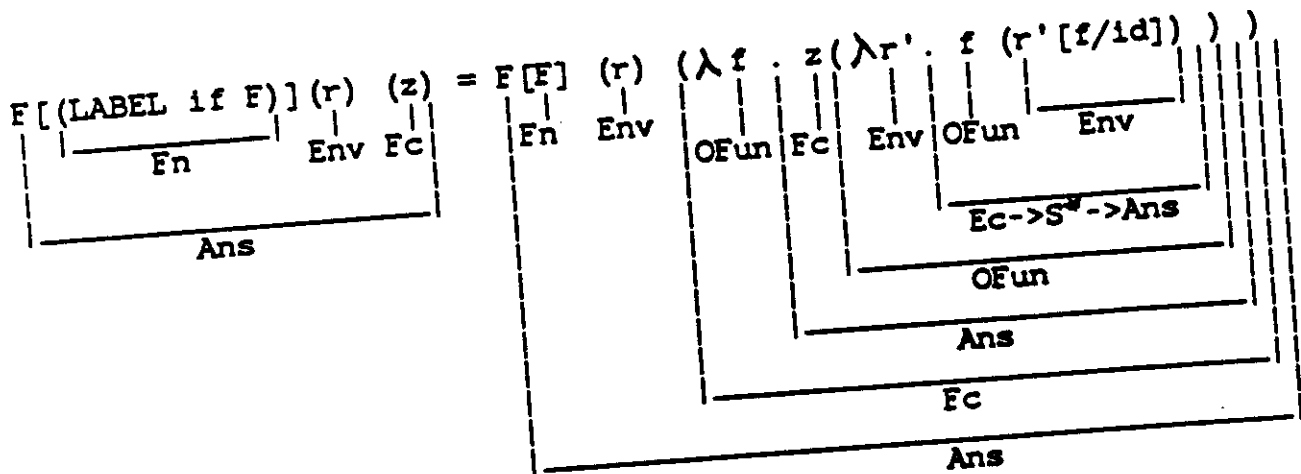 F[(LABEL if F)](r) (z) = F[F] (r) (λf . z(λr'. f (r'[f/id]) ) ) )
Fn Env Fc Fn Env OFun Fc Env OFun Env
Ec->S*->Ans
Ans OFun
Ans
Fc
Ans